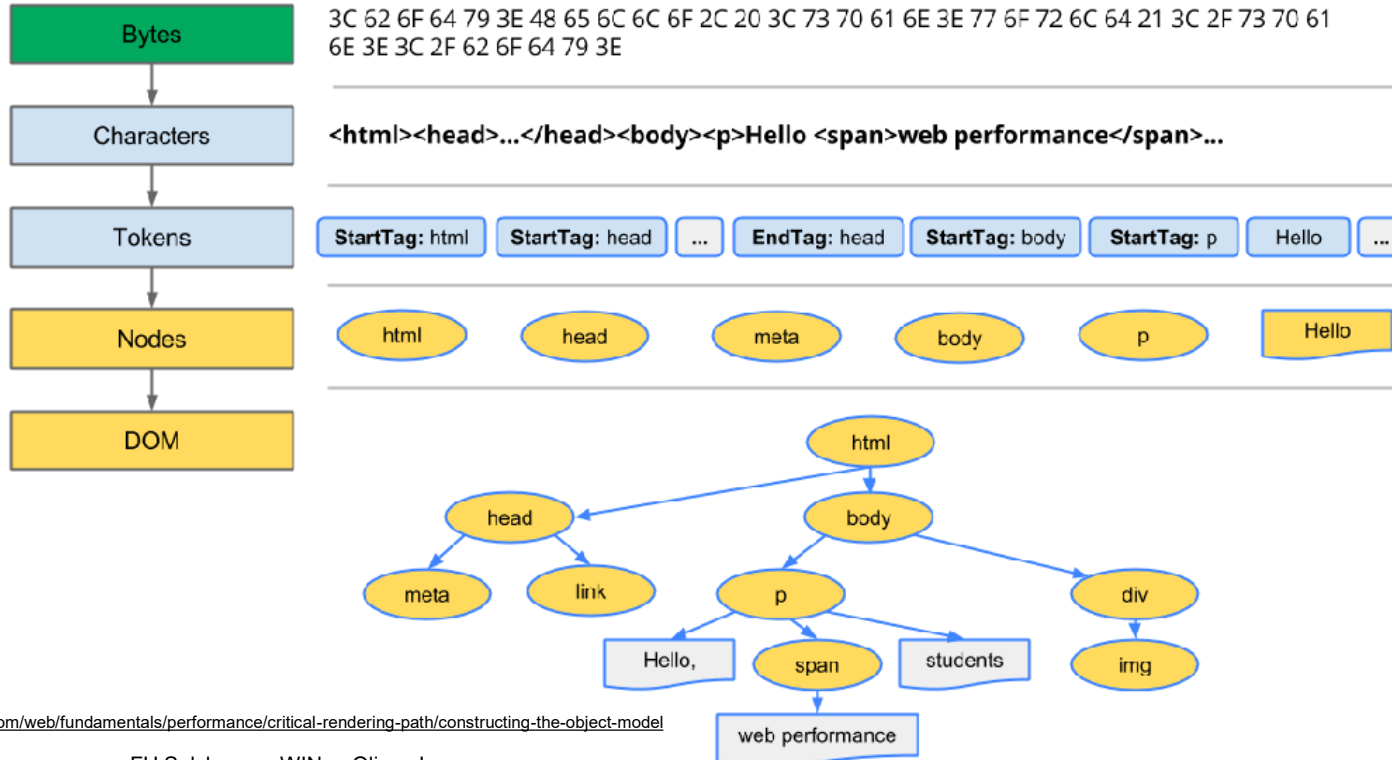 Bytes
3C 62 6F 64 79 3E 48 65 6C 6C 6F 2C 20 3C 73 70 61 6E 3E 77 6F 72 6C 64 21 3C 2F 73 70 61
6E 3E 3C 2F 62 6F 64 79 3E
Characters
<html><head>...</head><body><p>Hello <span>web performance</span>...
Tokens
StartTag: html
StartTag: head
...
EndTag: head
StartTag: body
StartTag: p
Hello
...
Nodes
html
head
meta
body
p
Hello
DOM
html
head
body
meta
link
p
div
Hello,
span
students
img
web performance
om/web/fundamentals/performance/critical-rendering-path/constructing-the-object-model